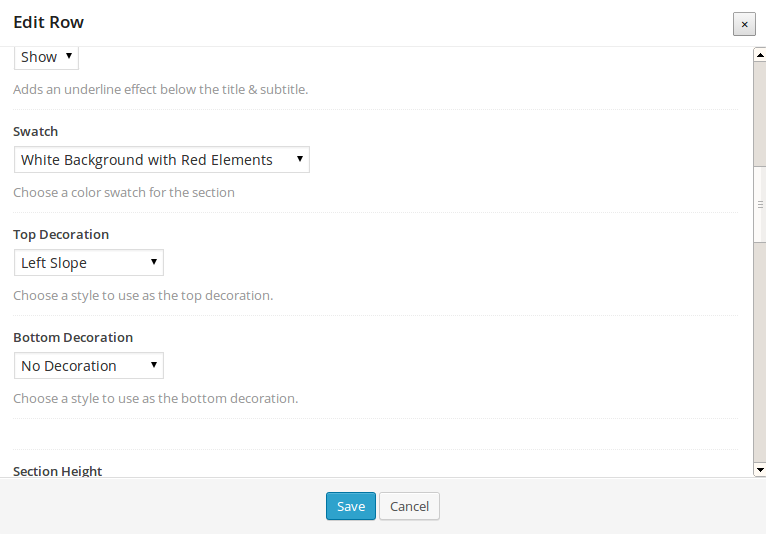 Edit Row
×
Show
Adds an underline effect below the title & subtitle.
Swatch
White Background with Red Elements
Choose a color swatch for the section
Top Decoration
Left Slope
Choose a style to use as the top decoration.
Bottom Decoration
No Decoration
Choose a style to use as the bottom decoration.
Section Height
Save Cancel